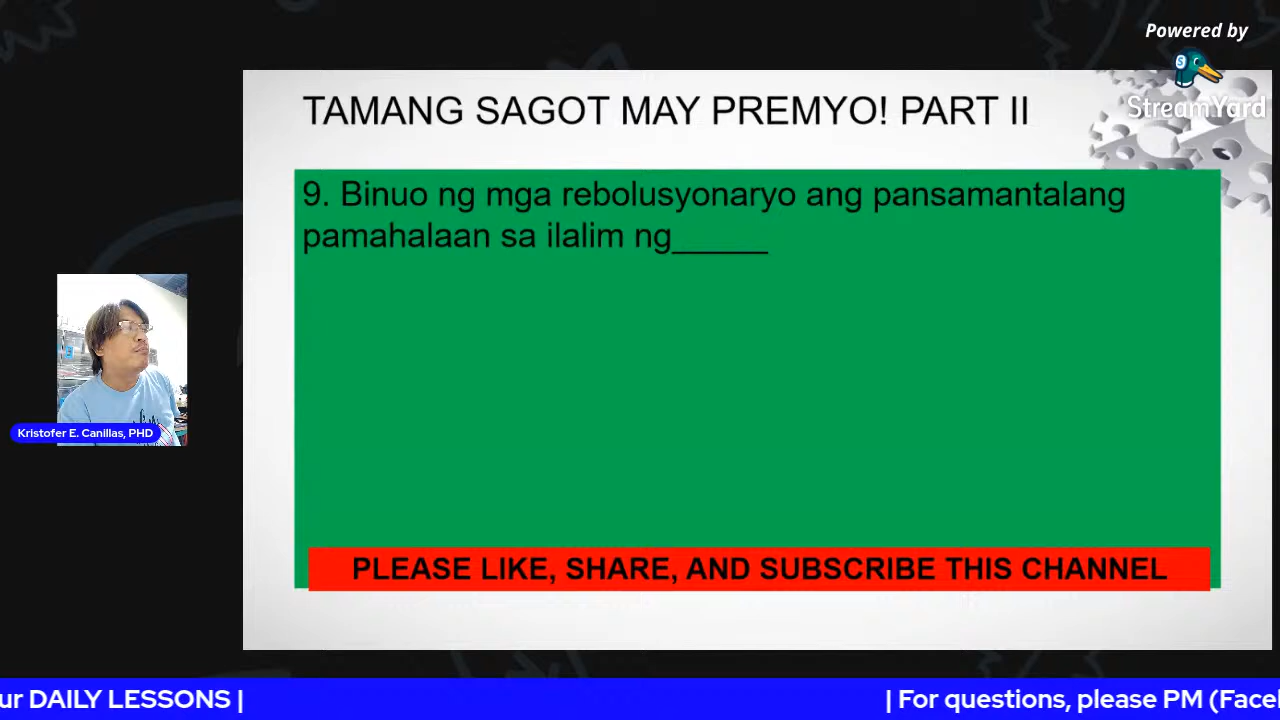 Powered by
StreamYard
TAMANG SAGOT MAY PREMYO! PART II
9. Binuo ng mga rebolusyonaryo ang pansamantalang
pamahalaan sa ilalim ng_____
Kristofer E. Canillas, PHD
PLEASE LIKE, SHARE, AND SUBSCRIBE THIS CHANNEL
ur DAILY LESSONS | | For questions, please PM (Facel